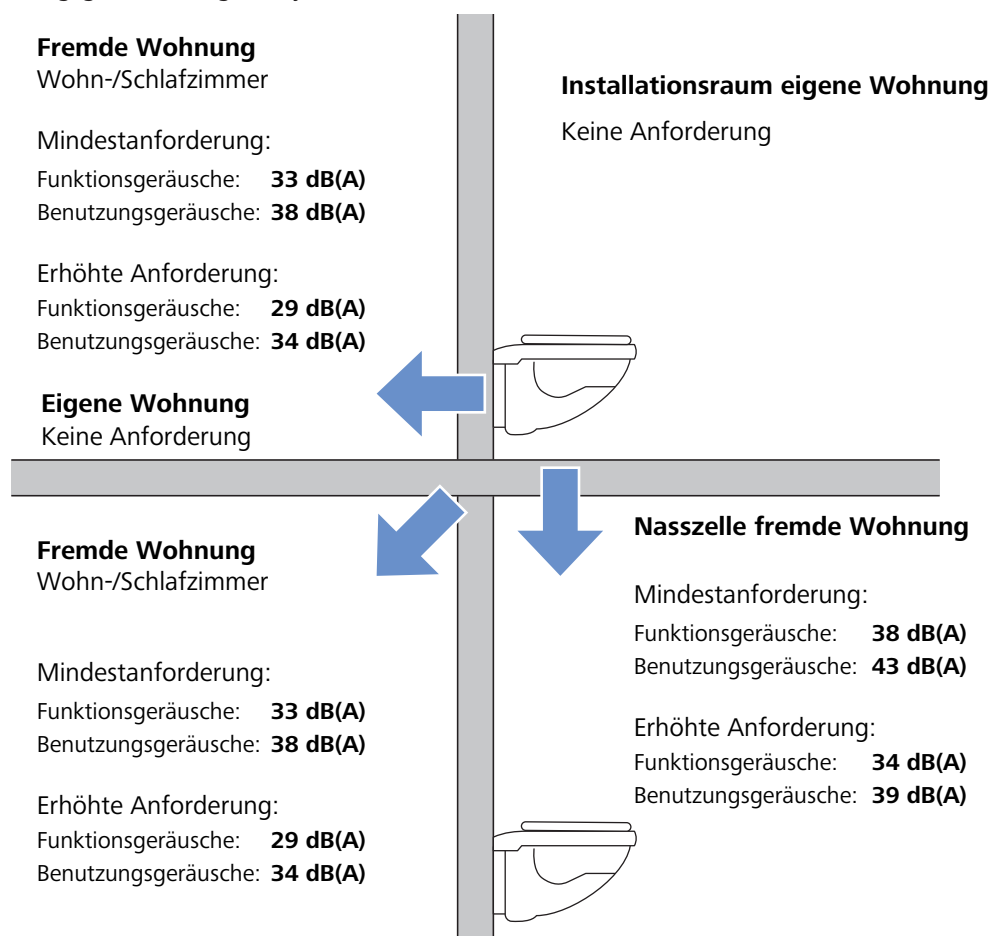 Fremde Wohnung
Wohn-/Schlafzimmer
Mindestanforderung:
Funktionsgeräusche: 33 dB(A)
Benutzungsgeräusche: 38 dB(A)
Erhöhte Anforderung:
Funktionsgeräusche: 29 dB(A)
Benutzungsgeräusche: 34 dB(A)
Eigene Wohnung
Keine Anforderung
Installationsraum eigene Wohnung
Keine Anforderung
Fremde Wohnung
Wohn-/Schlafzimmer
Mindestanforderung:
Funktionsgeräusche: 33 dB(A)
Benutzungsgeräusche: 38 dB(A)
Erhöhte Anforderung:
Funktionsgeräusche: 29 dB(A)
Benutzungsgeräusche: 34 dB(A)
Nasszelle fremde Wohnung
Mindestanforderung:
Funktionsgeräusche: 38 dB(A)
Benutzungsgeräusche: 43 dB(A)
Erhöhte Anforderung:
Funktionsgeräusche: 34 dB(A)
Benutzungsgeräusche: 39 dB(A)